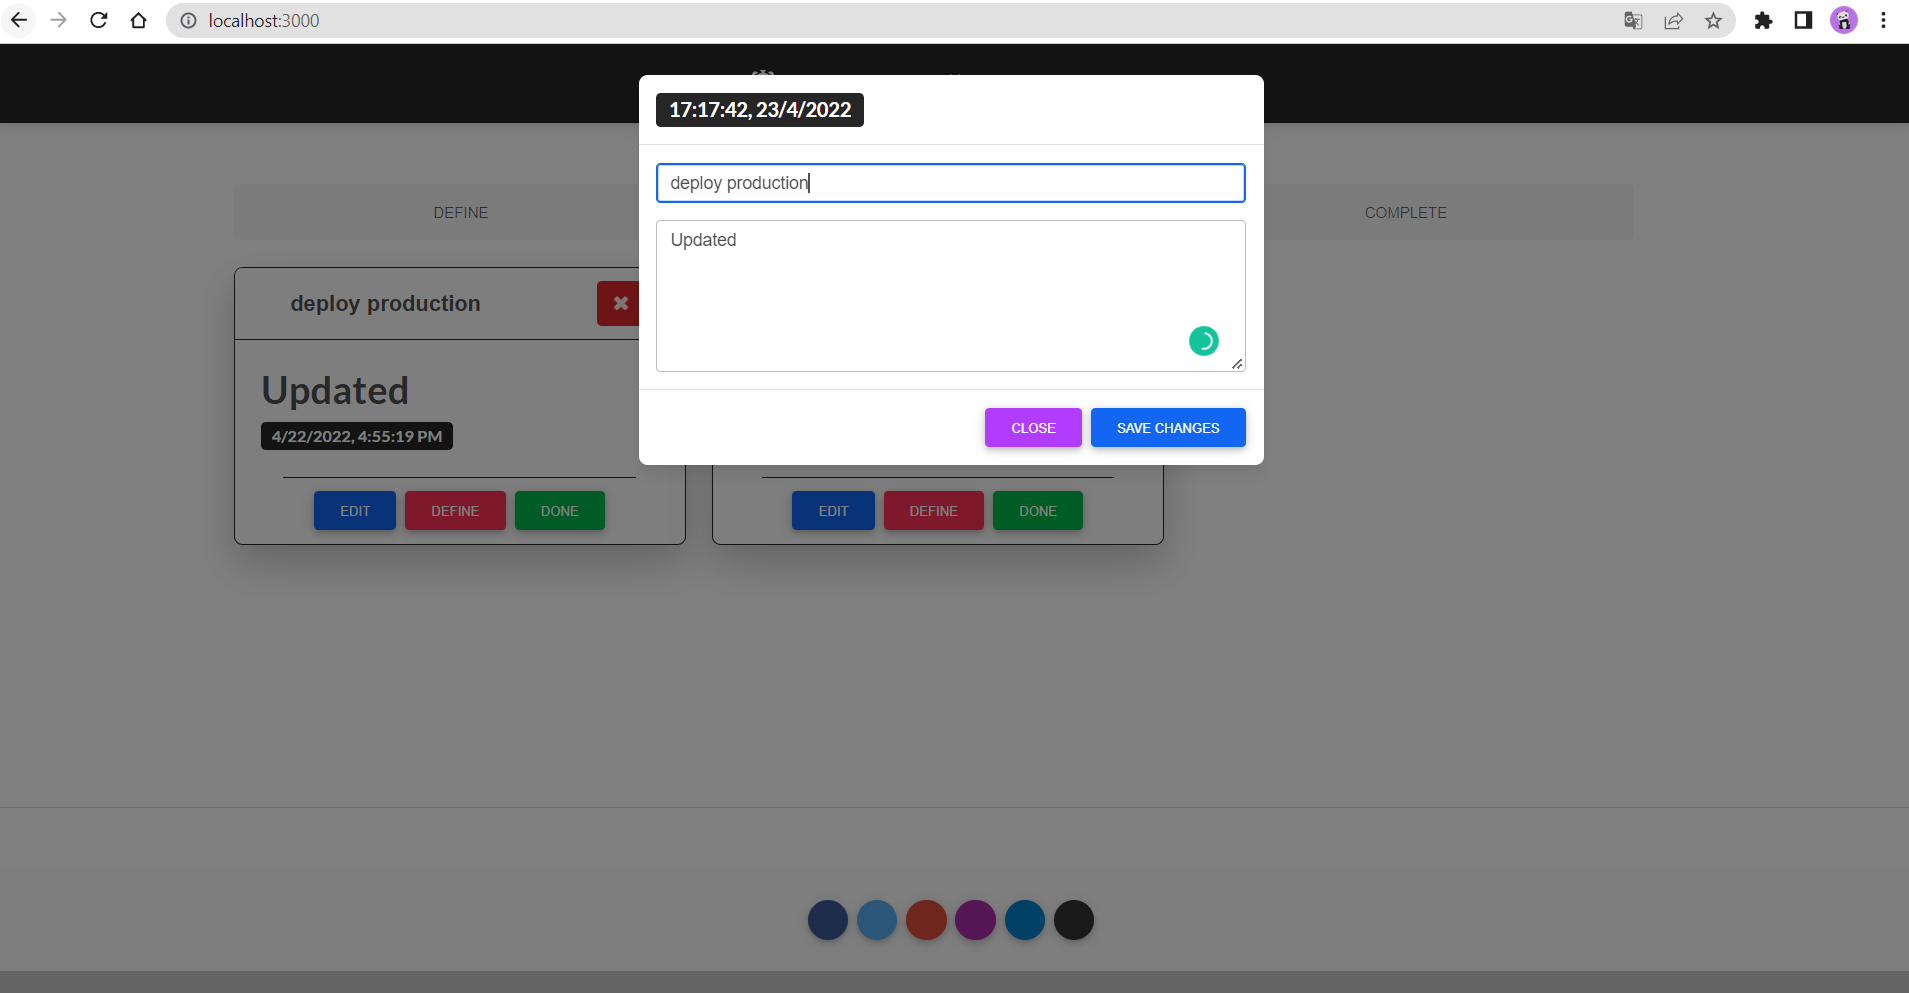 localhost:3000
17:17:42, 23/4/2022
deploy production
Updated
CLOSE
SAVE CHANGES
DEFINE
COMPLETE
deploy production
Updated
4/22/2022, 4:55:19 PM
EDIT
DEFINE
DONE
EDIT
DEFINE
DONE